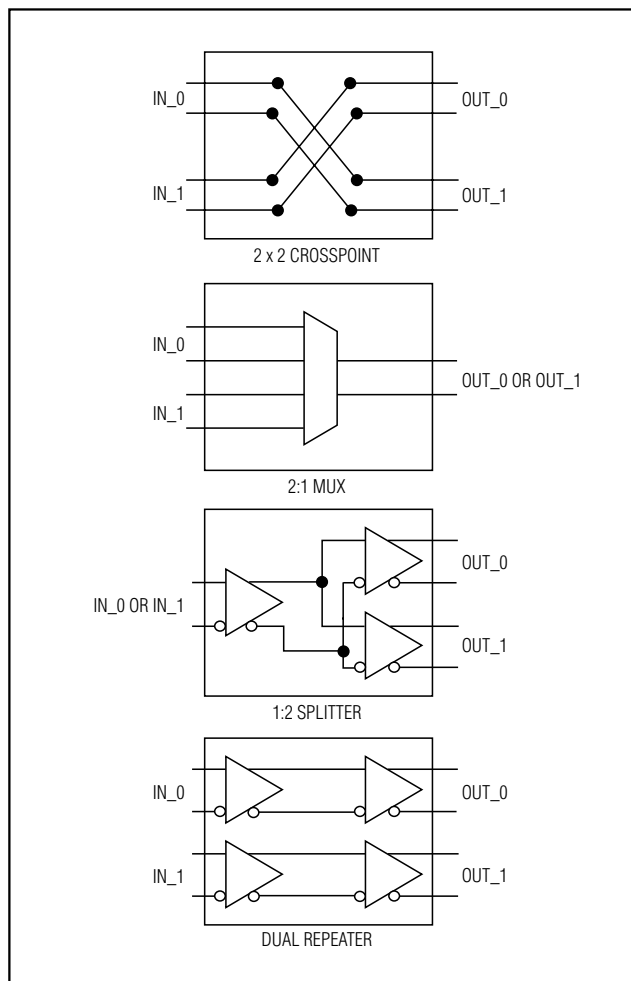 IN_0
OUT_0
IN_1
OUT_1
2 x 2 CROSSPOINT
IN_0
OUT_0 OR OUT_1
IN_1
2:1 MUX
OUT_0
IN_0 OR IN_1
OUT_1
1:2 SPLITTER
IN_0
OUT_0
IN_1
OUT_1
DUAL REPEATER